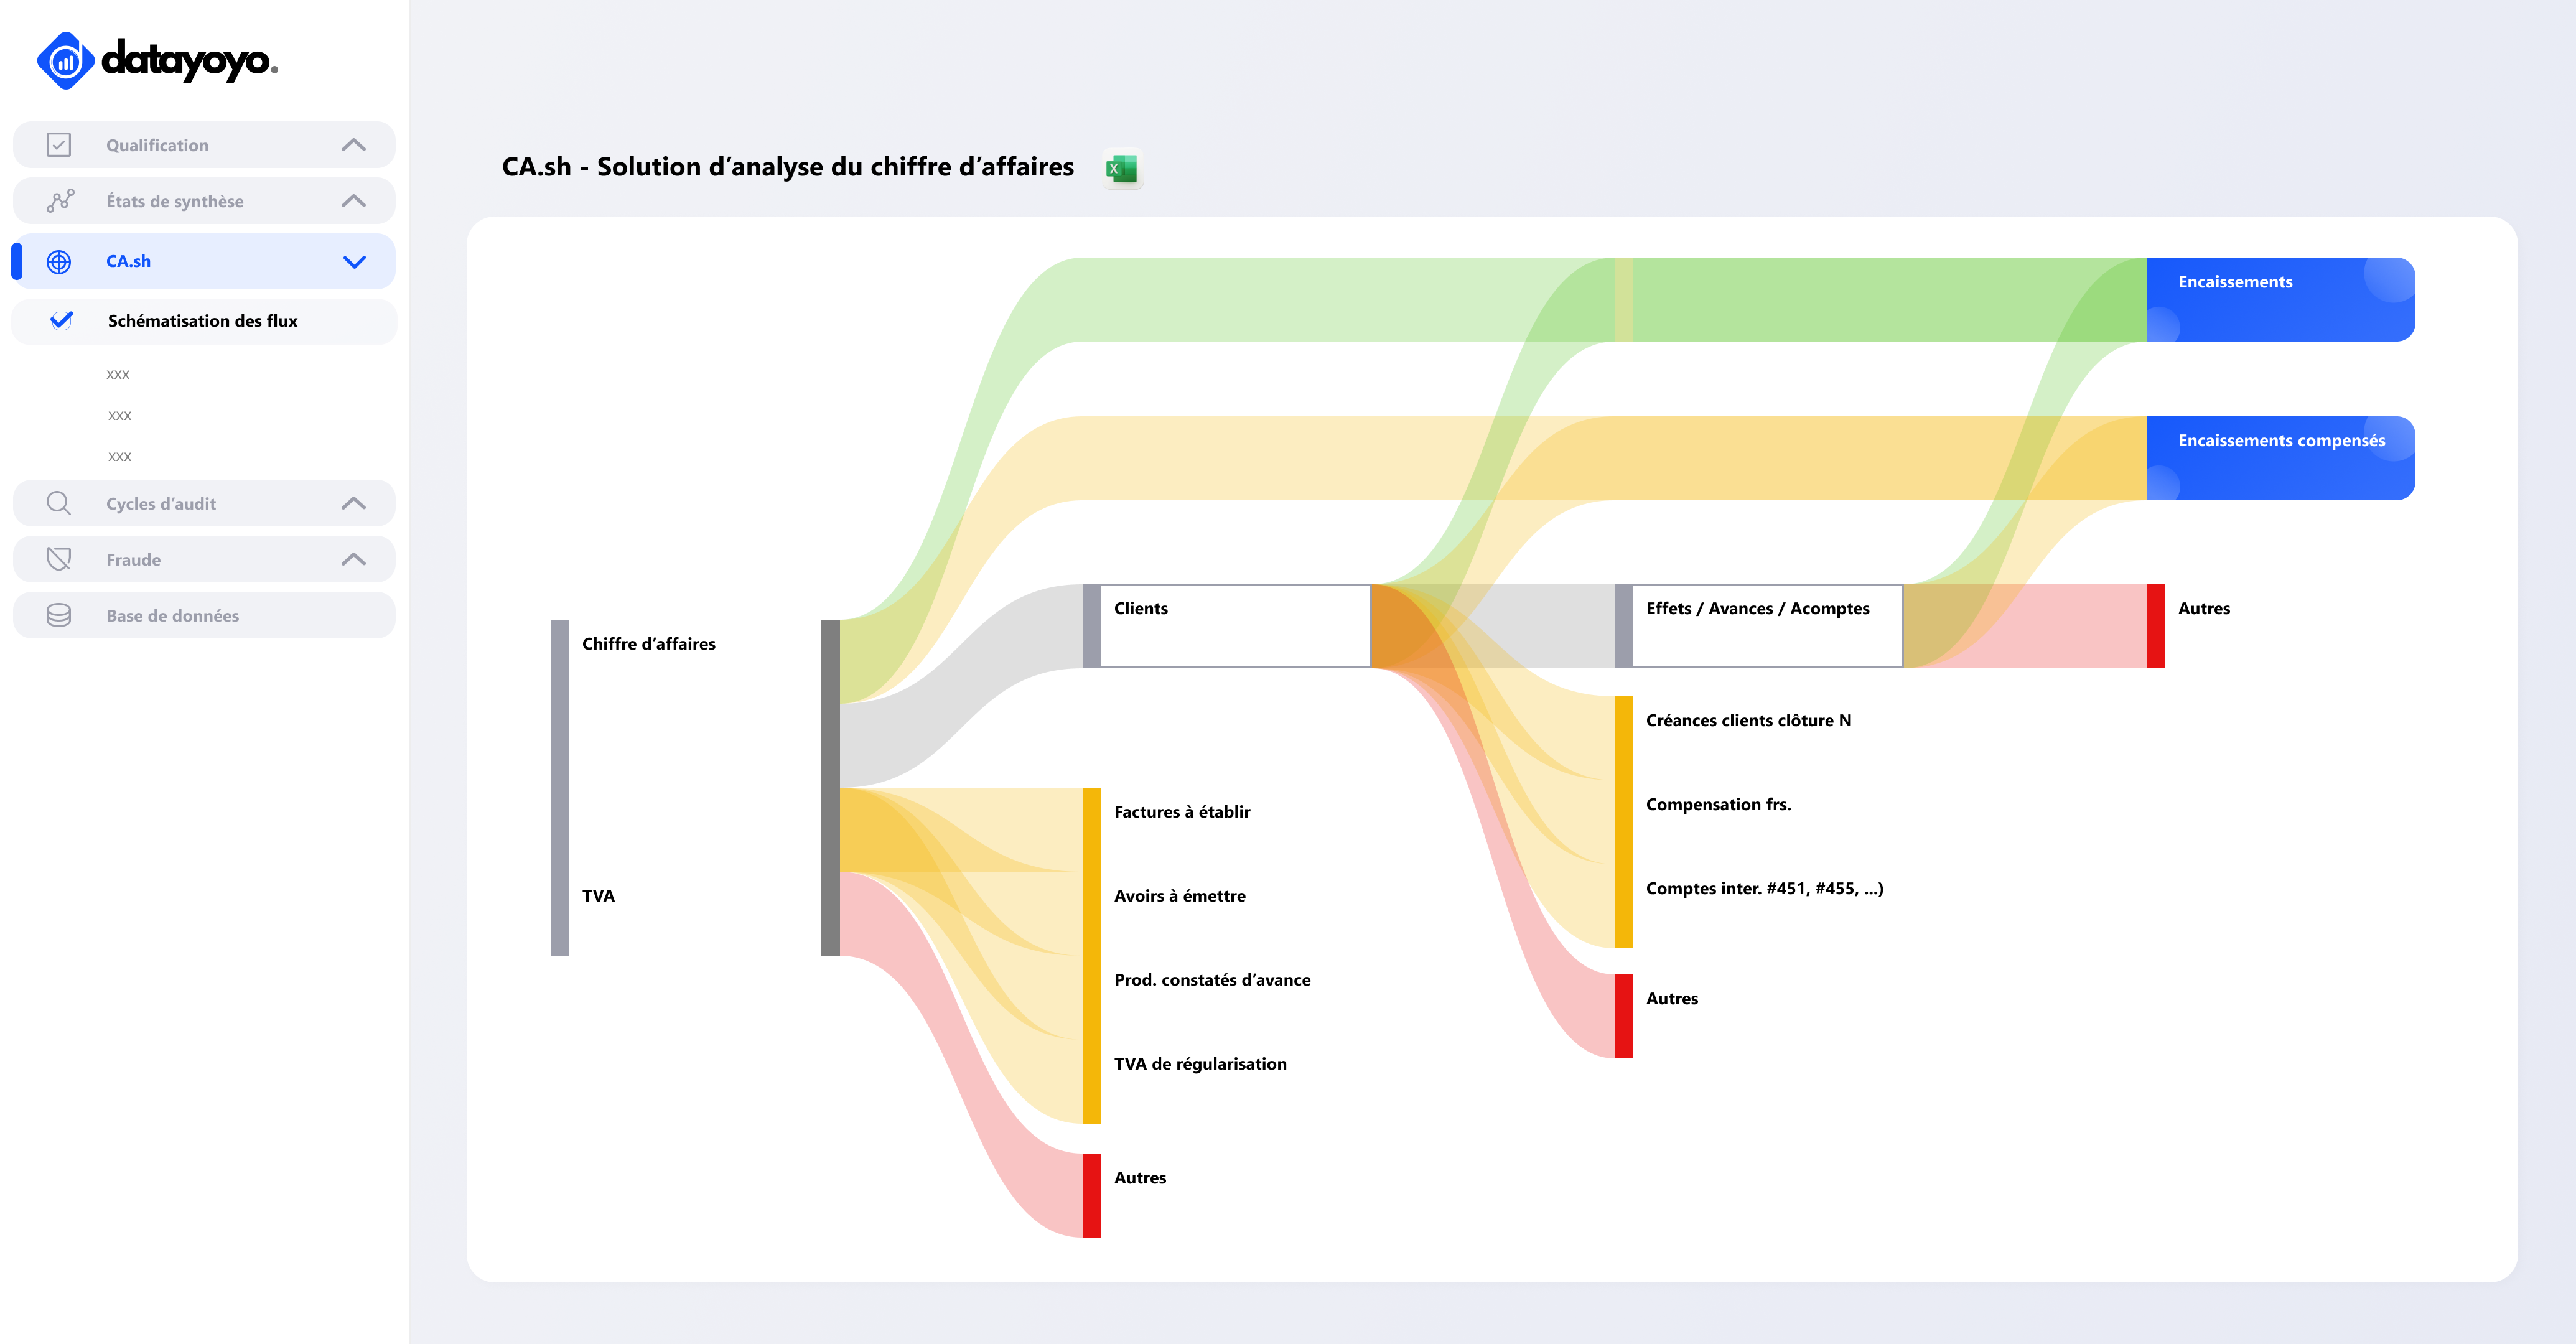 datayoyo.
Qualification
États de synthèse
CA.sh
Schématisation des flux
xxx
xxx
xxx
Cycles d’audit
Fraude
Base de données
CA.sh - Solution d’analyse du chiffre d’affaires
X
Encaissements
Encaissements compensés
Chiffre d’affaires
TVA
Clients
Factures à établir
Avoirs à émettre
Prod. constatés d’avance
TVA de régularisation
Autres
Effets / Avances / Acomptes
Créances clients clôture N
Compensation frs.
Comptes inter. #451, #455, ...)
Autres
Autres